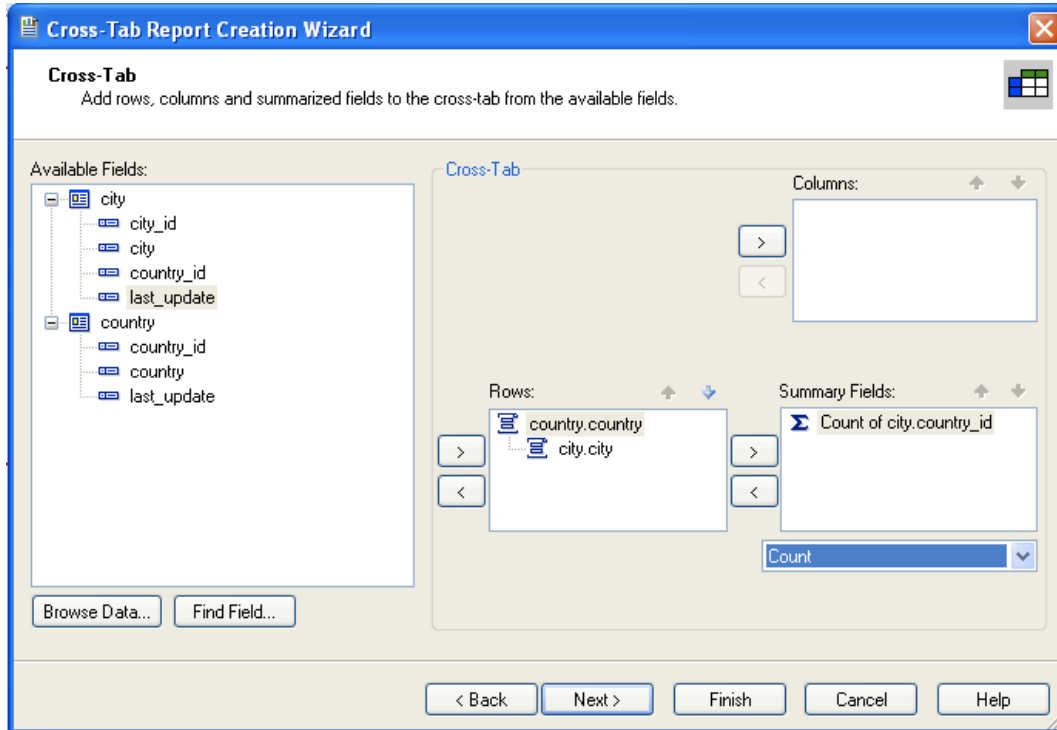 Cross-Tab Report Creation Wizard
Cross-Tab
Add rows, columns and summarized fields to the cross-tab from the available fields.
Available Fields:
city
city_id
city
country_id
last_update
country
country_id
country
last_update
Browse Data...
Find Field...
Cross-Tab
Columns:
>
<
Rows:
country.country
city.city
>
<
Summary Fields:
Σ Count of city.country_id
>
<
Count
< Back
Next >
Finish
Cancel
Help